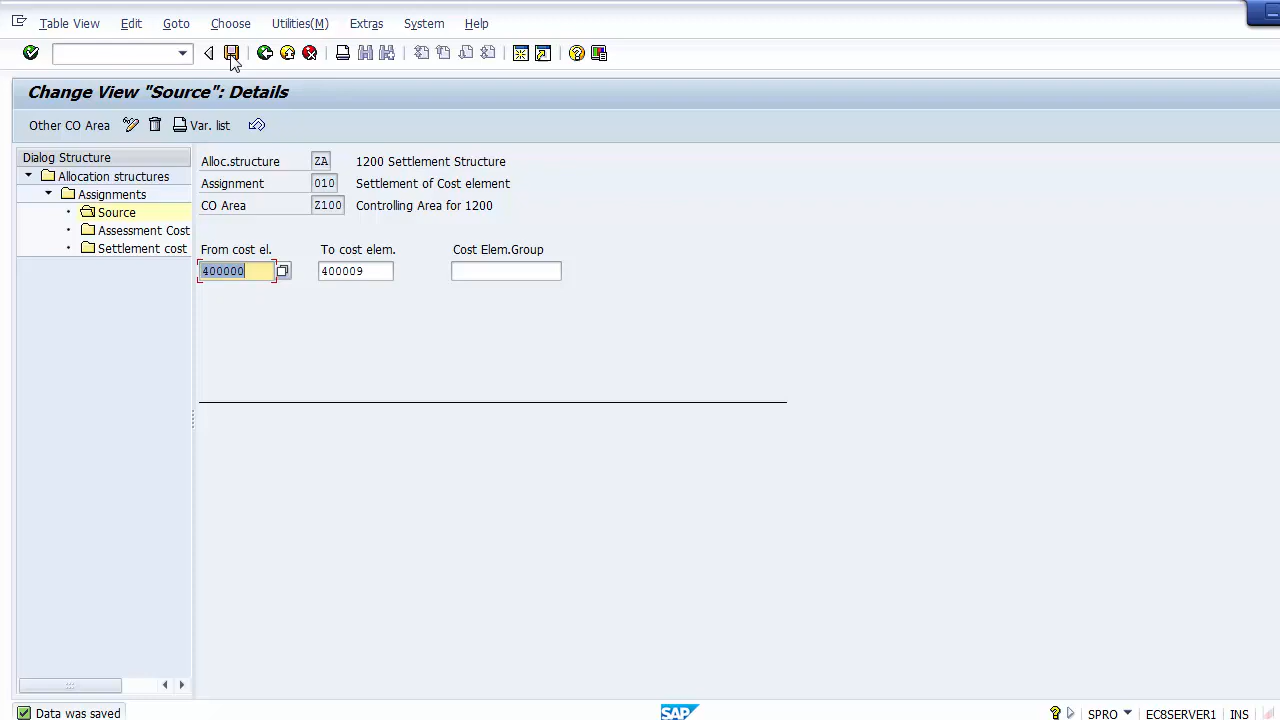 Table View Edit Goto Choose Utilities(M) Extras System Help
Change View "Source": Details
Other CO Area Var. list
Dialog Structure
Allocation structures
Assignments
Source
Assessment Cost
Settlement cost
Alloc.structure ZA 1200 Settlement Structure
Assignment 010 Settlement of Cost element
CO Area Z100 Controlling Area for 1200
From cost el. To cost elem. Cost Elem.Group
400000 400009
Data was saved
SAP
SPRO EC8SERVER1 INS